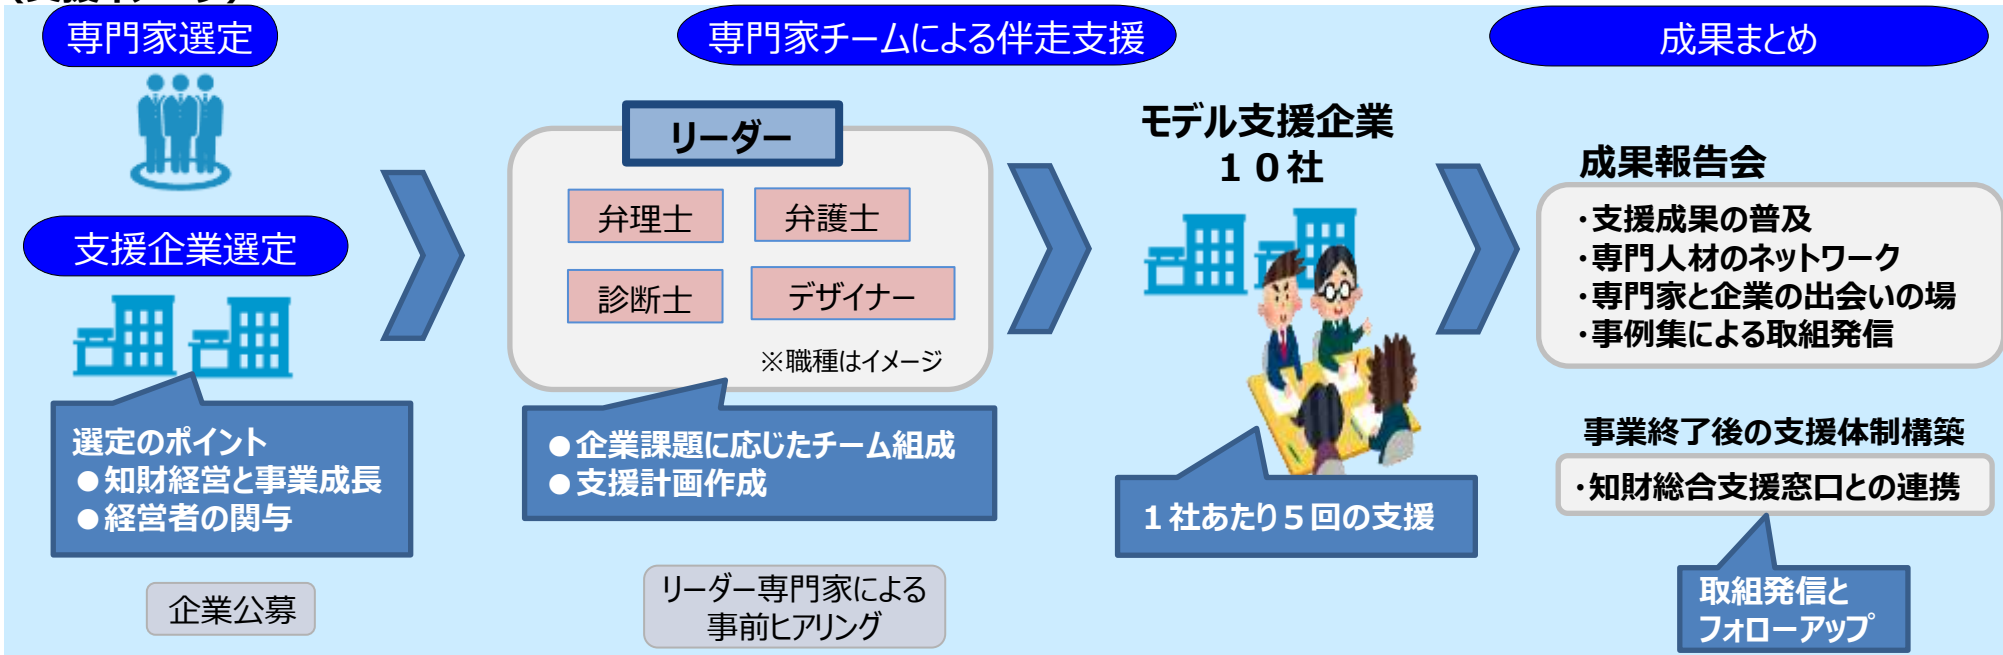 専門家選定
支援企業選定
選定のポイント
●知財経営と事業成長
●経営者の関与
企業公募
専門家チームによる伴走支援
リーダー
弁理士
弁護士
診断士
デザイナー
※職種はイメージ
●企業課題に応じたチーム組成
●支援計画作成
リーダー専門家による
事前ヒアリング
モデル支援企業
１０社
１社あたり５回の支援
成果まとめ
成果報告会
・支援成果の普及
・専門人材のネットワーク
・専門家と企業の出会いの場
・事例集による取組発信
事業終了後の支援体制構築
・知財総合支援窓口との連携
取組発信と
フォローアップ